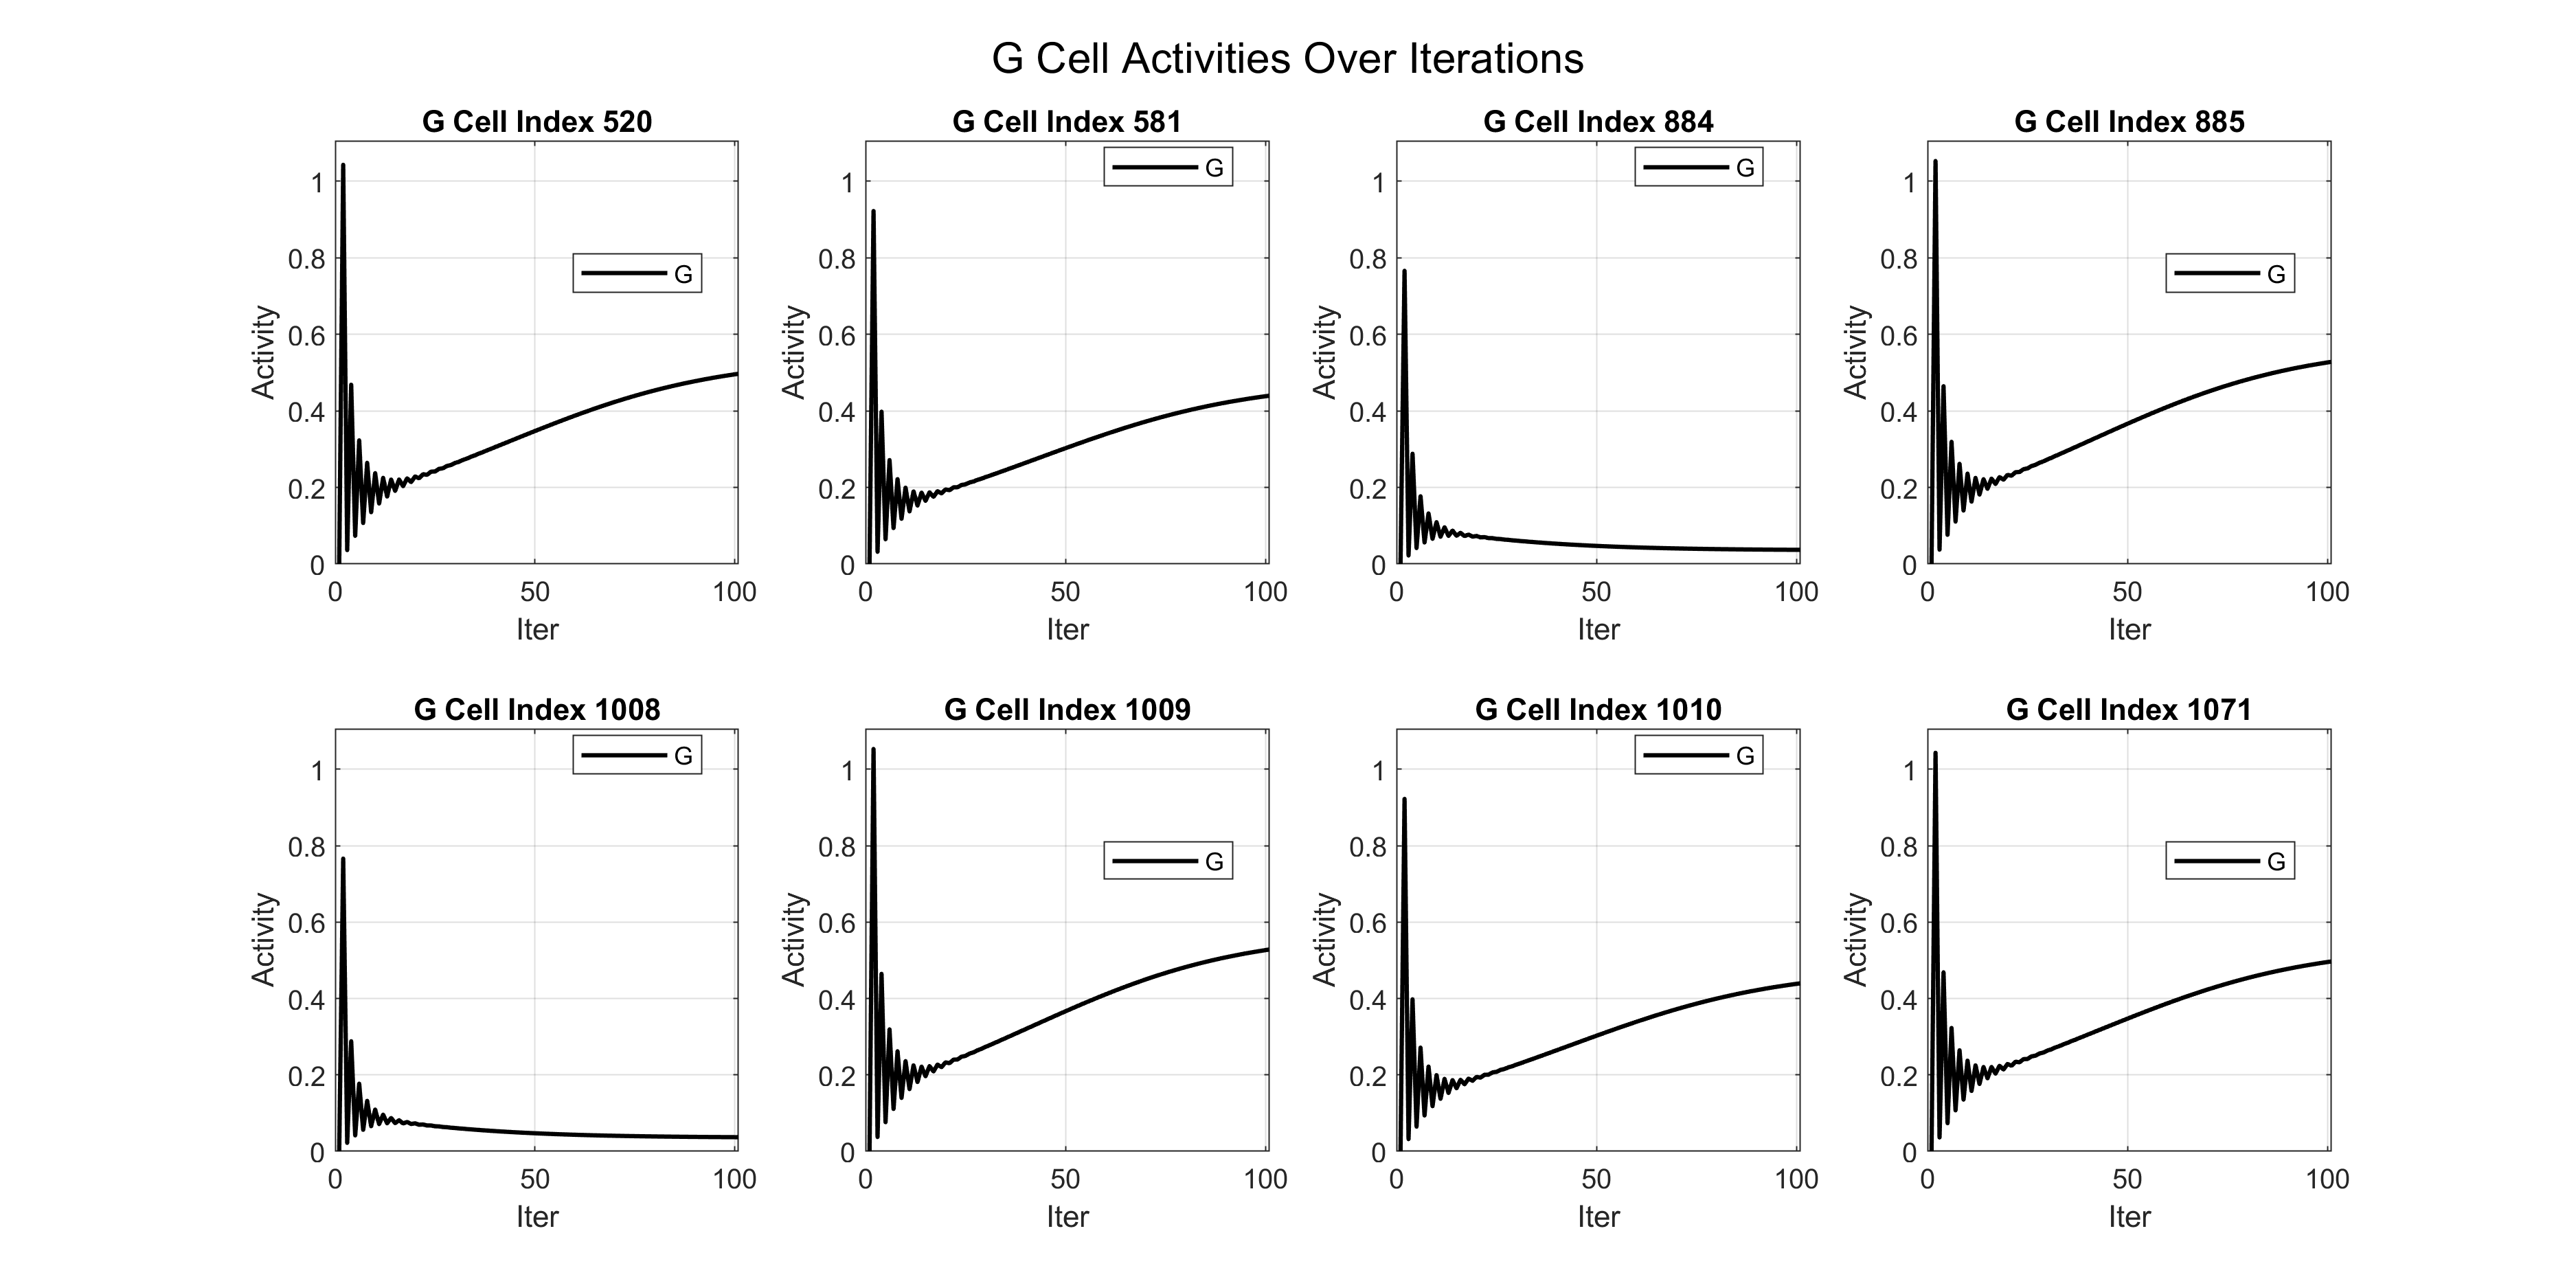 G Cell Activities Over Iterations
G Cell Index 520
1
0.8
0.6
0.4
0.2
0
Activity
G
0 50 100
Iter
G Cell Index 581
1
0.8
0.6
0.4
0.2
0
Activity
G
0 50 100
Iter
G Cell Index 884
1
0.8
0.6
0.4
0.2
0
Activity
G
0 50 100
Iter
G Cell Index 885
1
0.8
0.6
0.4
0.2
0
Activity
G
0 50 100
Iter
G Cell Index 1008
1
0.8
0.6
0.4
0.2
0
Activity
G
0 50 100
Iter
G Cell Index 1009
1
0.8
0.6
0.4
0.2
0
Activity
G
0 50 100
Iter
G Cell Index 1010
1
0.8
0.6
0.4
0.2
0
Activity
G
0 50 100
Iter
G Cell Index 1071
1
0.8
0.6
0.4
0.2
0
Activity
G
0 50 100
Iter